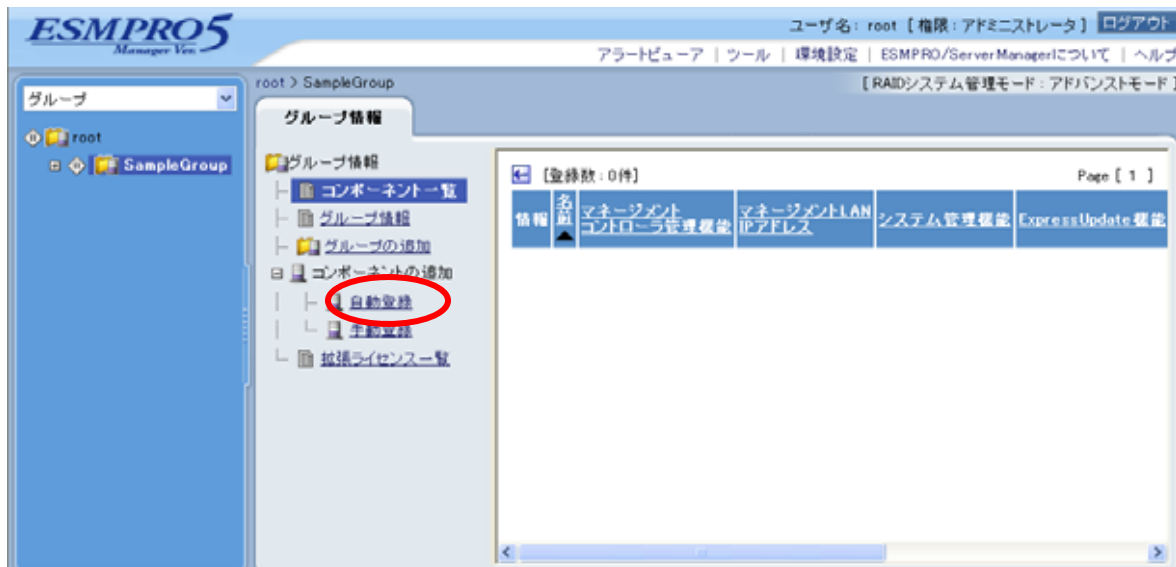 ESMPRO5
Manager Ver.
ユーザ名: root [ 権限: アドミニストレータ ] ログアウト
アラートビューア | ツール | 環境設定 | ESMPRO/ServerManagerについて | ヘルプ
グループ
root
SampleGroup
root > SampleGroup
[ RAIDシステム管理モード : アドバンストモード ]
グループ情報
グループ情報
コンポーネント一覧
グループ情報
グループの追加
コンポーネントの追加
自動登録
手動登録
拡張ライセンス一覧
[登録数 : 0件]
Page [ 1 ]
情報
名前▲
マネージメント
コントローラ管理機能
マネージメントLAN
IPアドレス
システム管理機能
ExpressUpdate機能